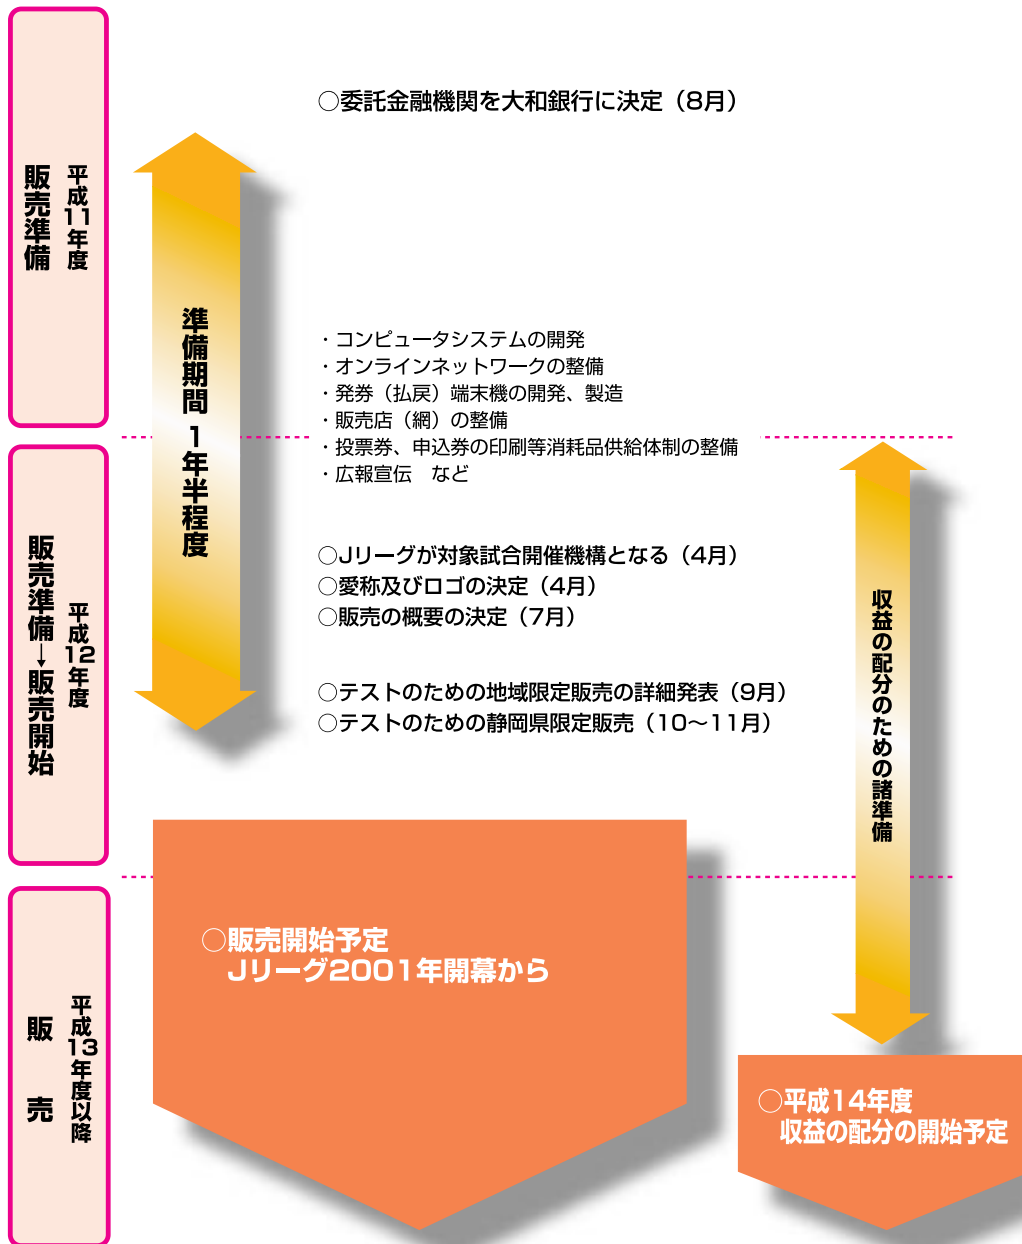 平成11年度
販売準備
○委託金融機関を大和銀行に決定（8月）
準備期間 1年半程度
・コンピュータシステムの開発
・オンラインネットワークの整備
・発券（払戻）端末機の開発、製造
・販売店（網）の整備
・投票券、申込券の印刷等消耗品供給体制の整備
・広報宣伝　など
平成12年度
販売準備→販売開始
○Jリーグが対象試合開催機構となる（4月）
○愛称及びロゴの決定（4月）
○販売の概要の決定（7月）
○テストのための地域限定販売の詳細発表（9月）
○テストのための静岡県限定販売（10〜11月）
収益の配分のための諸準備
平成13年度以降
販　売
○販売開始予定
Jリーグ2001年開幕から
○平成14年度
収益の配分の開始予定